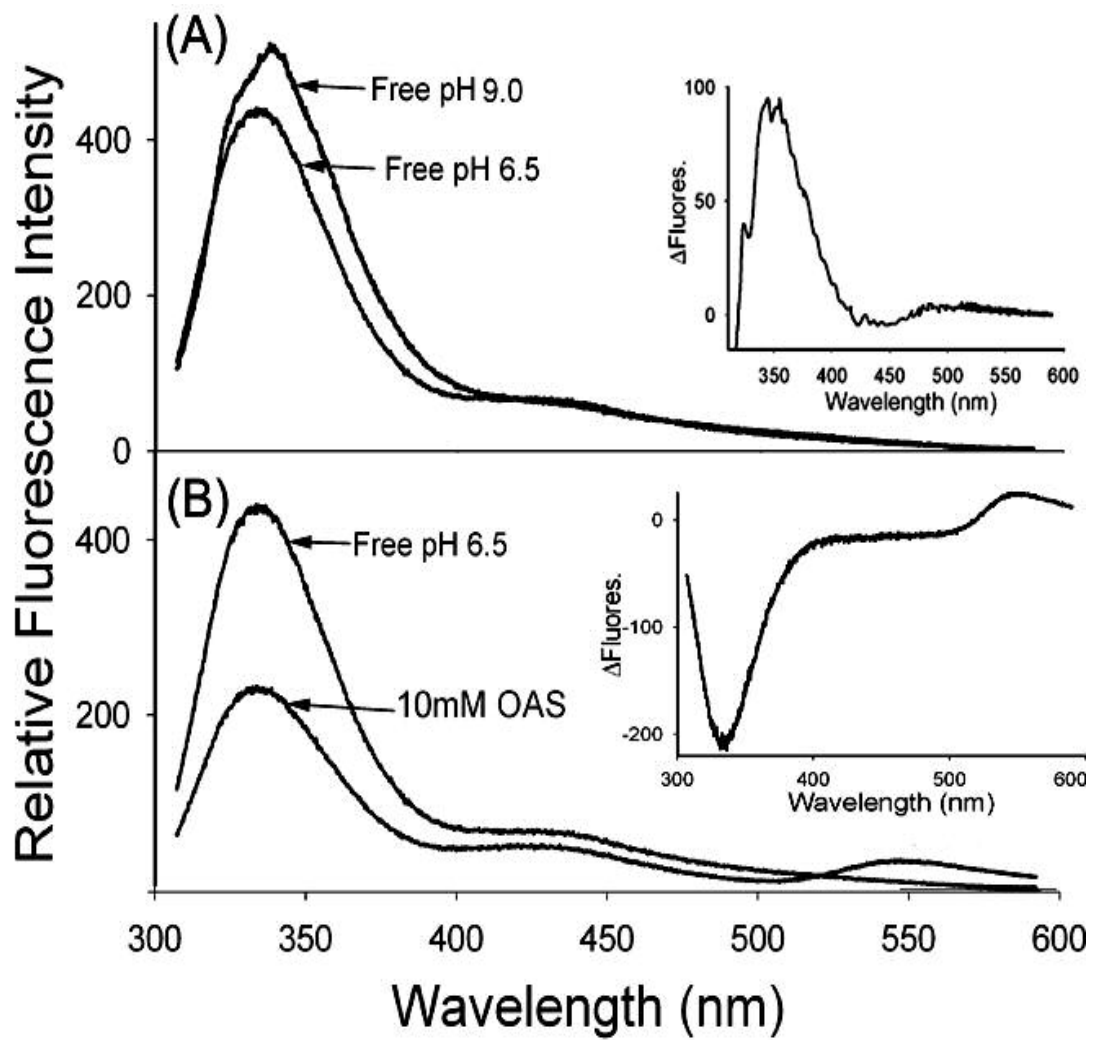 Relative Fluorescence Intensity
(A)
400
200
0
Free pH 9.0
Free pH 6.5
ΔFluores.
100
50
0
350 400 450 500 550 600
Wavelength (nm)
(B)
400
200
Free pH 6.5
10mM OAS
ΔFluores.
0
-100
-200
300 400 500 600
Wavelength (nm)
300 350 400 450 500 550 600
Wavelength (nm)